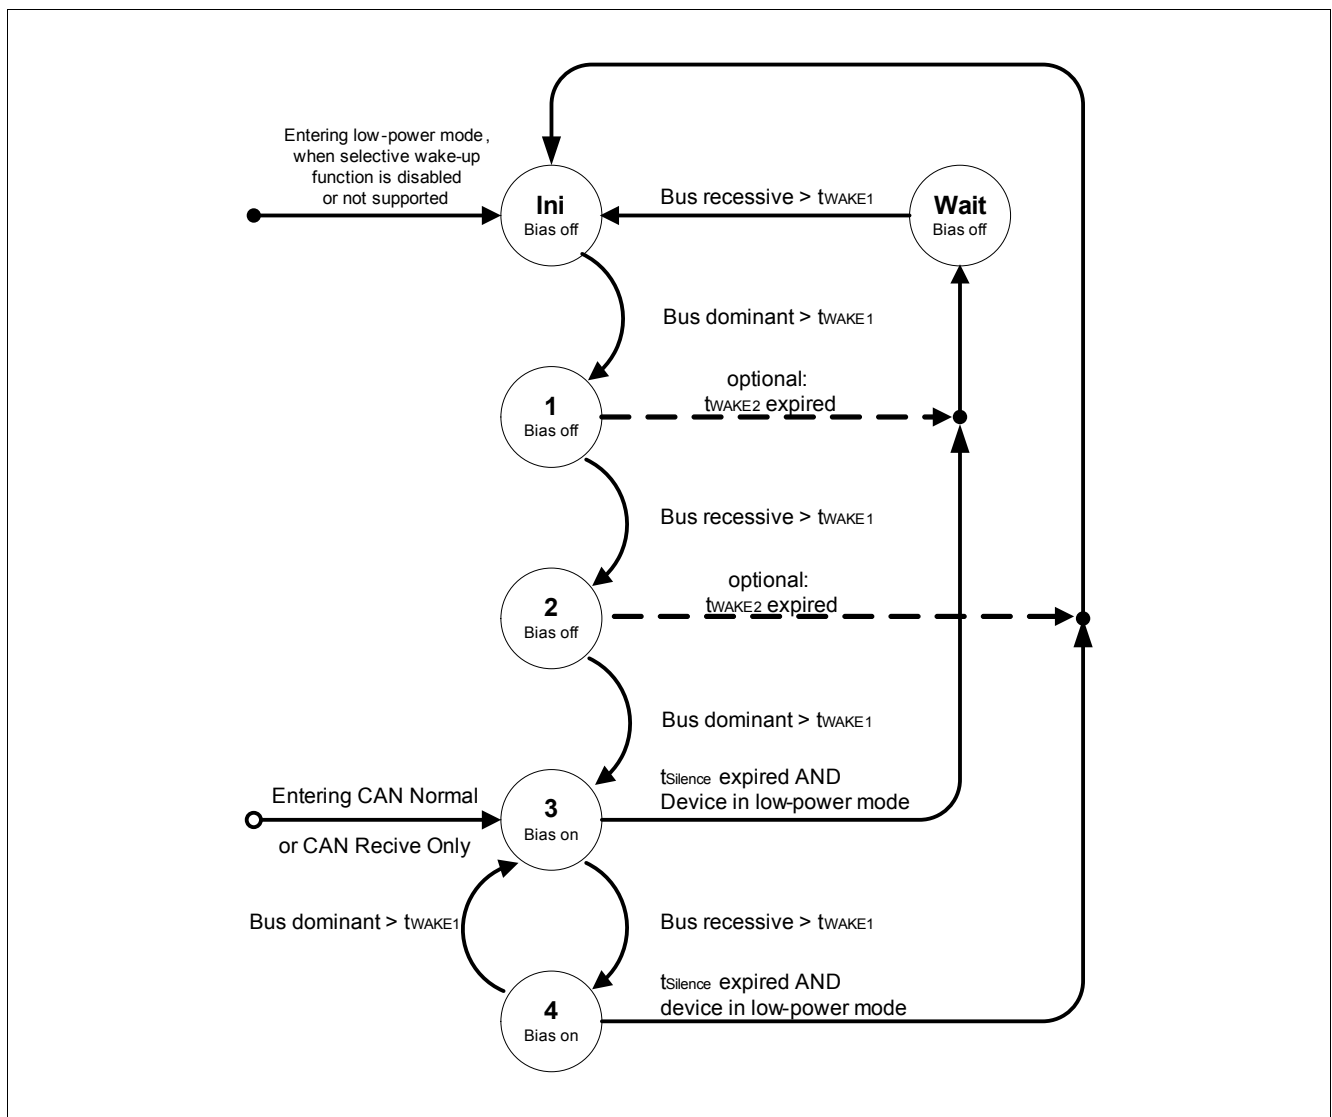 Entering low-power mode,
when selective wake-up
function is disabled
or not supported
Ini
Bias off
Bus recessive > tWAKE1
Wait
Bias off
Bus dominant > tWAKE1
1
Bias off
optional:
tWAKE2 expired
Bus recessive > tWAKE1
2
Bias off
optional:
tWAKE2 expired
Bus dominant > tWAKE1
Entering CAN Normal
or CAN Recive Only
3
Bias on
tSilence expired AND
Device in low-power mode
Bus dominant > tWAKE1
Bus recessive > tWAKE1
4
Bias on
tSilence expired AND
device in low-power mode